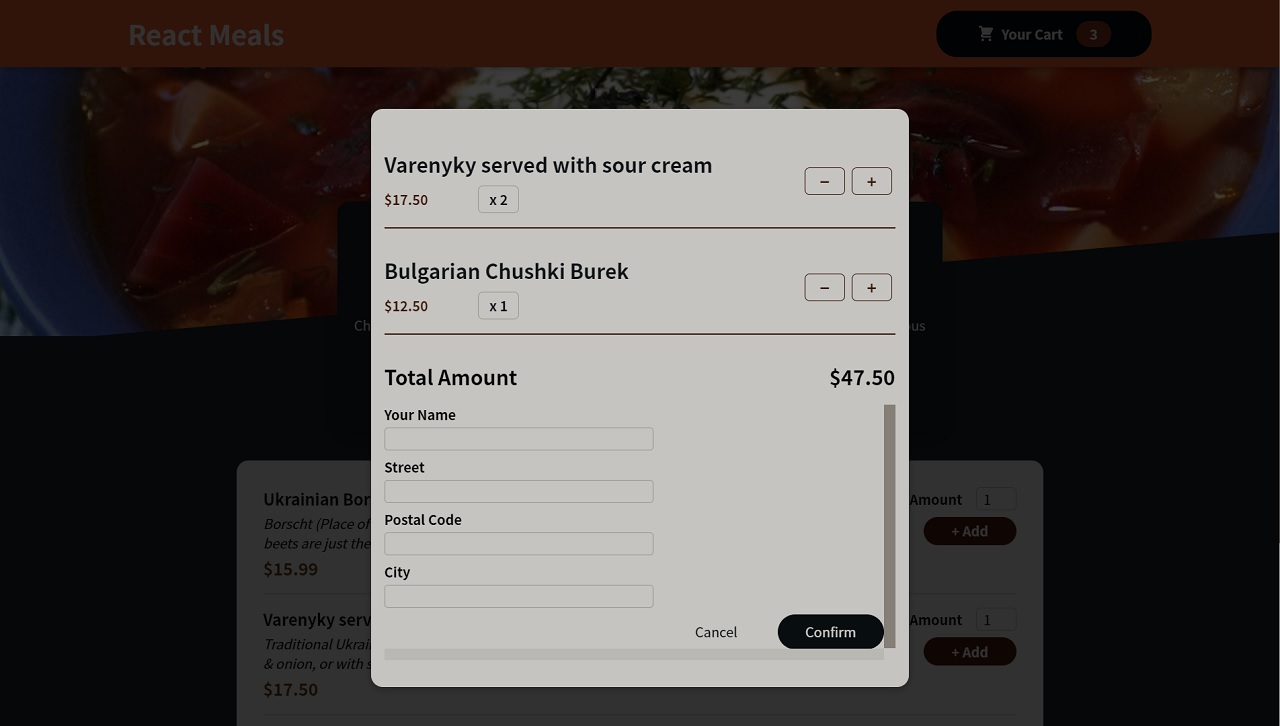 React Meals
Your Cart 3
Varenyky served with sour cream
$17.50 x 2
− +
Bulgarian Chushki Burek
$12.50 x 1
− +
Total Amount $47.50
Your Name
Street
Postal Code
City
Cancel Confirm
Ch
ous
Ukrainian Bor
Amount 1
Borscht (Place of
beets are just the
+ Add
$15.99
Varenyky serv
Amount 1
Traditional Ukrai
& onion, or with s
+ Add
$17.50